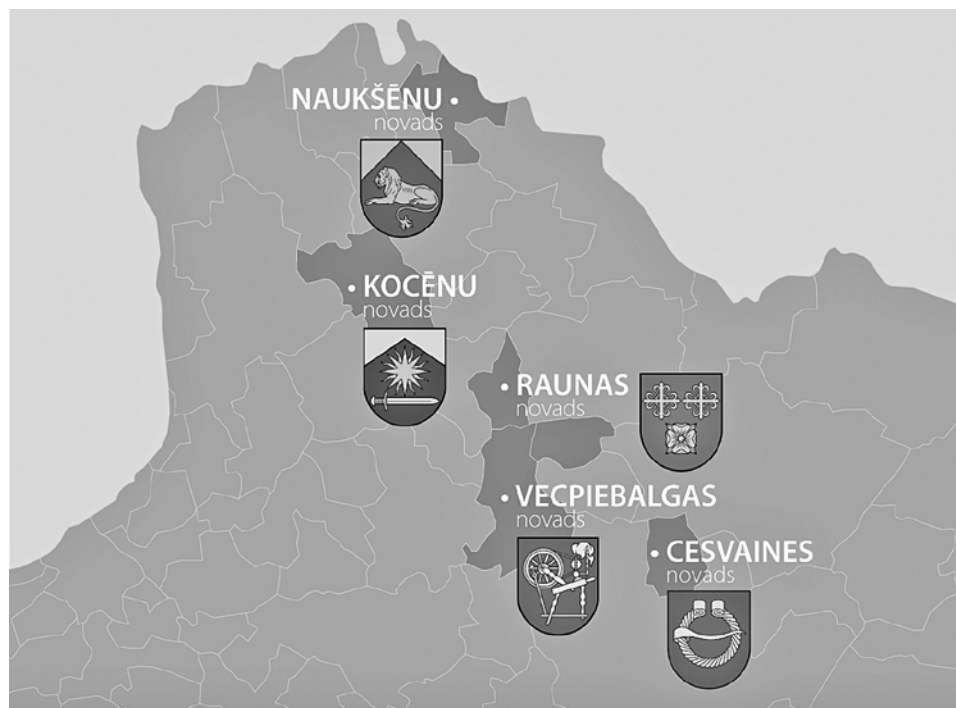 NAUKŠĒNU
novads
KOCĒNU
novads
RAUNAS
novads
VECPIEBALGAS
novads
CESVAINES
novads